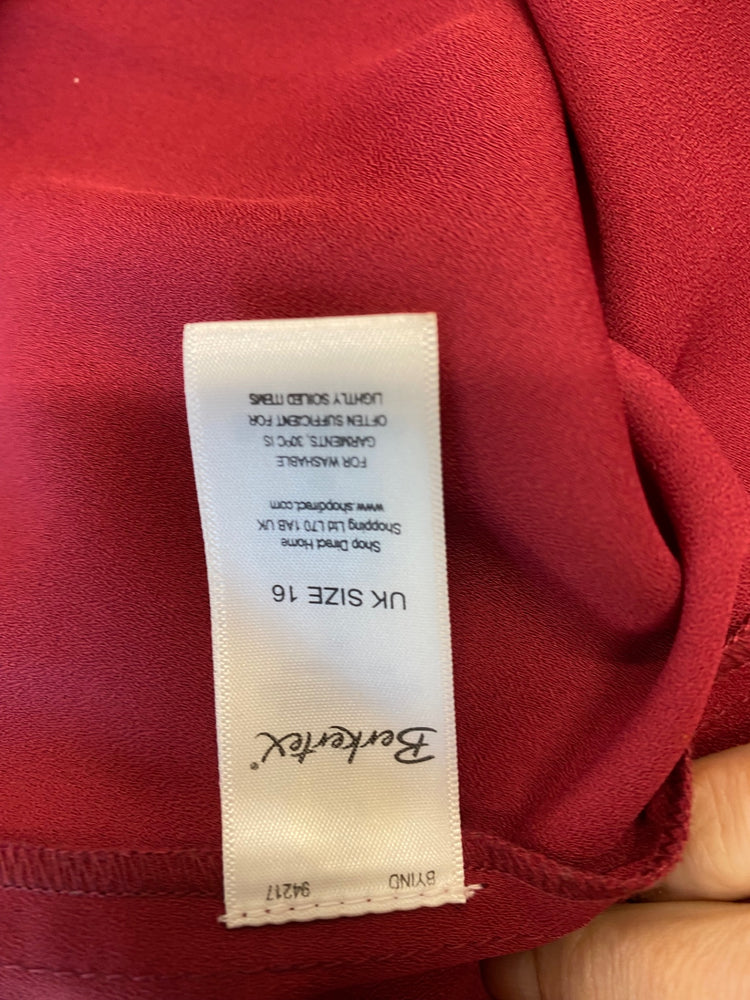 BYIND 94217
Berkertex®
UK SIZE 16
Shop Direct Home
Shopping Ltd L70 1AB UK
www.shopdirect.com
FOR WASHABLE
GARMENTS, 30ºC IS
OFTEN SUFFICIENT FOR
LIGHTLY SOILED ITEMS